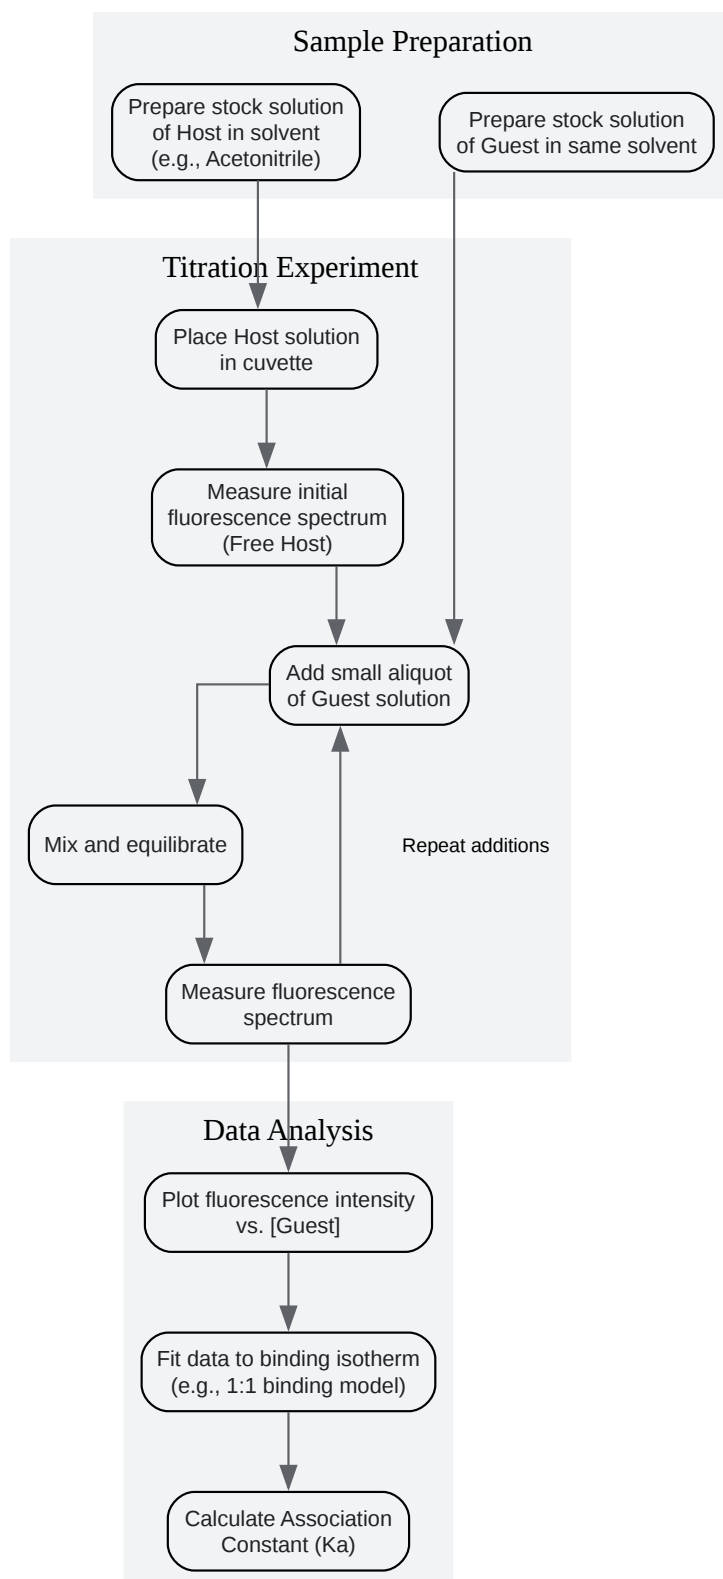 Sample Preparation
Prepare stock solution
of Host in solvent
(e.g., Acetonitrile)
Prepare stock solution
of Guest in same solvent
Titration Experiment
Place Host solution
in cuvette
Measure initial
fluorescence spectrum
(Free Host)
Add small aliquot
of Guest solution
Mix and equilibrate
Repeat additions
Measure fluorescence
spectrum
Data Analysis
Plot fluorescence intensity
vs. [Guest]
Fit data to binding isotherm
(e.g., 1:1 binding model)
Calculate Association
Constant (Ka)